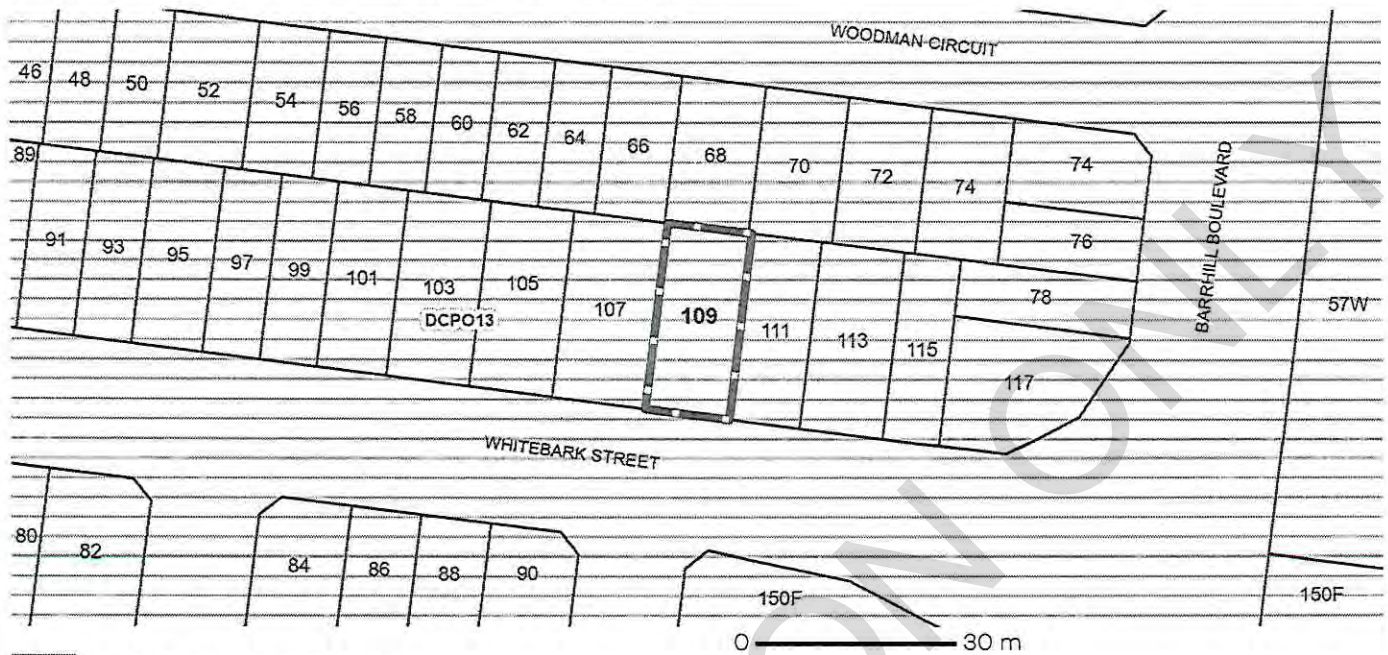 WOODMAN CIRCUIT
46 48 50 52 54 56 58 60 62 64 66 68 70 72 74 74
76
78
BARRHILL BOULEVARD
57W
89 91 93 95 97 99 101 103 105 107 109 111 113 115 117
DCPO13
WHITEBARK STREET
80 82 84 86 88 90
150F
150F
0 30 m
ON ONLY